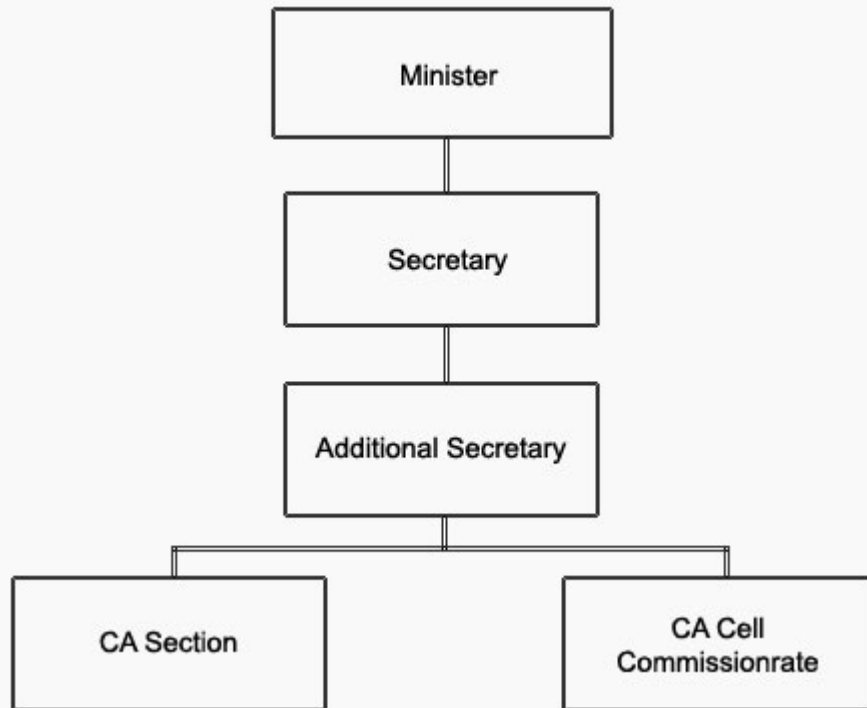 Minister
Secretary
Additional Secretary
CA Section
CA Cell
Commissionrate